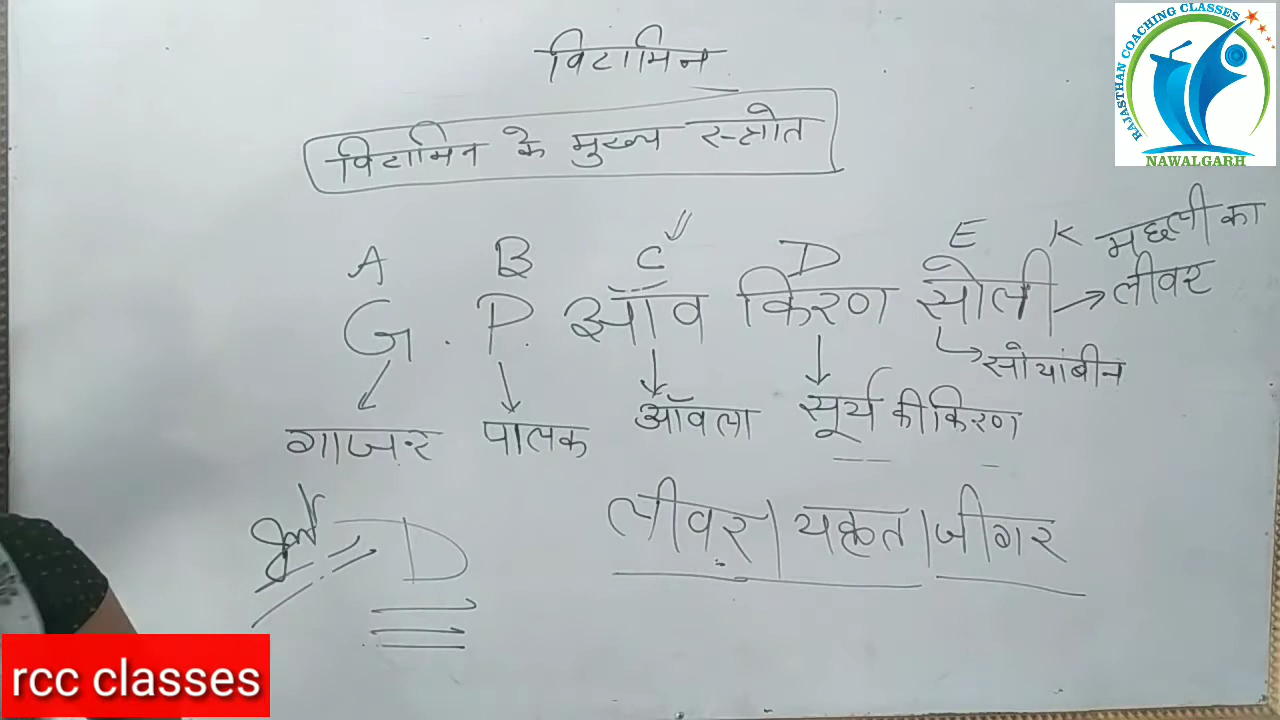 विटामिन
विटामिन के मुख्य स्त्रोत
RAJASTHAN COACHING CLASSES
NAWALGARH
A B C D E K मछली का
G. P. आँव किरण सोली → लीवर
सोयांबीन
गाजर पालक आँवला सूर्य की किरण
D
लीवर | यकृत | जीगर
rcc classes